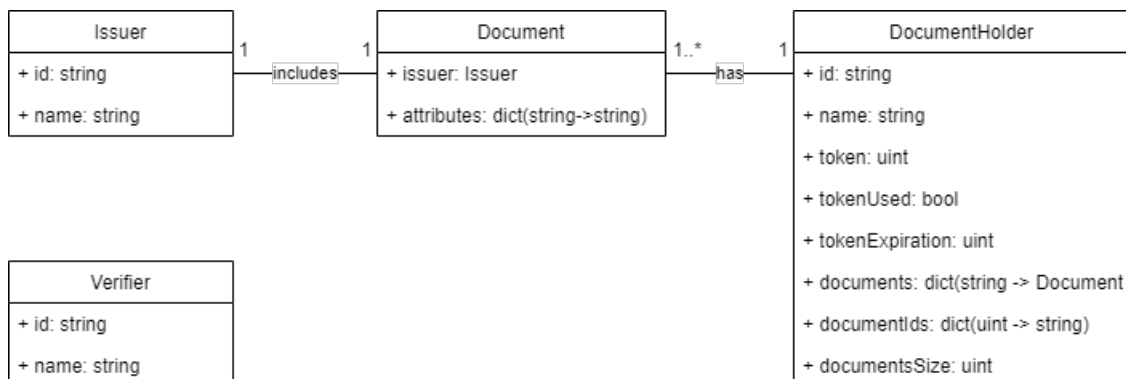 Issuer
+ id: string
+ name: string
1
includes
1
Document
+ issuer: Issuer
+ attributes: dict(string->string)
1..*
has
1
DocumentHolder
+ id: string
+ name: string
+ token: uint
+ tokenUsed: bool
+ tokenExpiration: uint
+ documents: dict(string -> Document
+ documentIds: dict(uint -> string)
+ documentsSize: uint
Verifier
+ id: string
+ name: string